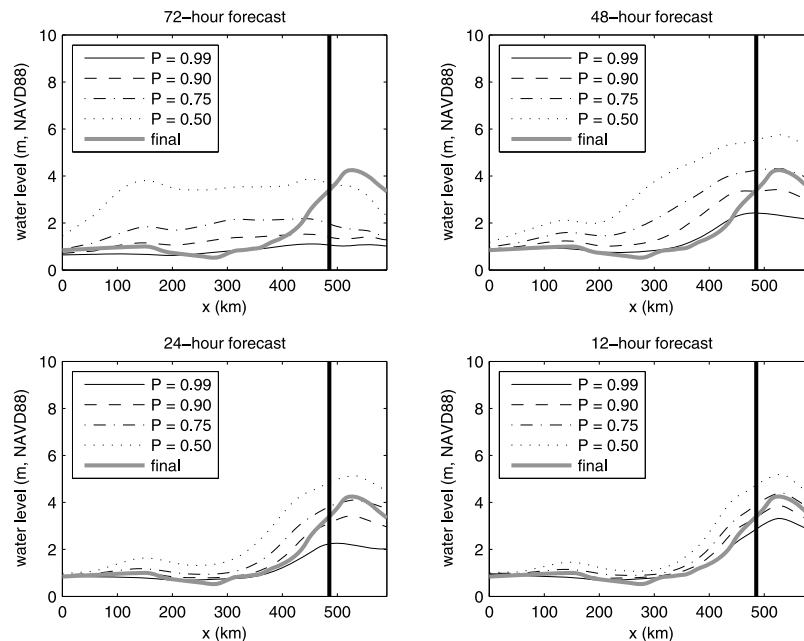 72−hour forecast
10
8
6
4
2
0
water level (m, NAVD88)
P = 0.99
P = 0.90
P = 0.75
P = 0.50
final
0 100 200 300 400 500
x (km)
48−hour forecast
10
8
6
4
2
0
water level (m, NAVD88)
P = 0.99
P = 0.90
P = 0.75
P = 0.50
final
0 100 200 300 400 500
x (km)
24−hour forecast
10
8
6
4
2
0
water level (m, NAVD88)
P = 0.99
P = 0.90
P = 0.75
P = 0.50
final
0 100 200 300 400 500
x (km)
12−hour forecast
10
8
6
4
2
0
water level (m, NAVD88)
P = 0.99
P = 0.90
P = 0.75
P = 0.50
final
0 100 200 300 400 500
x (km)